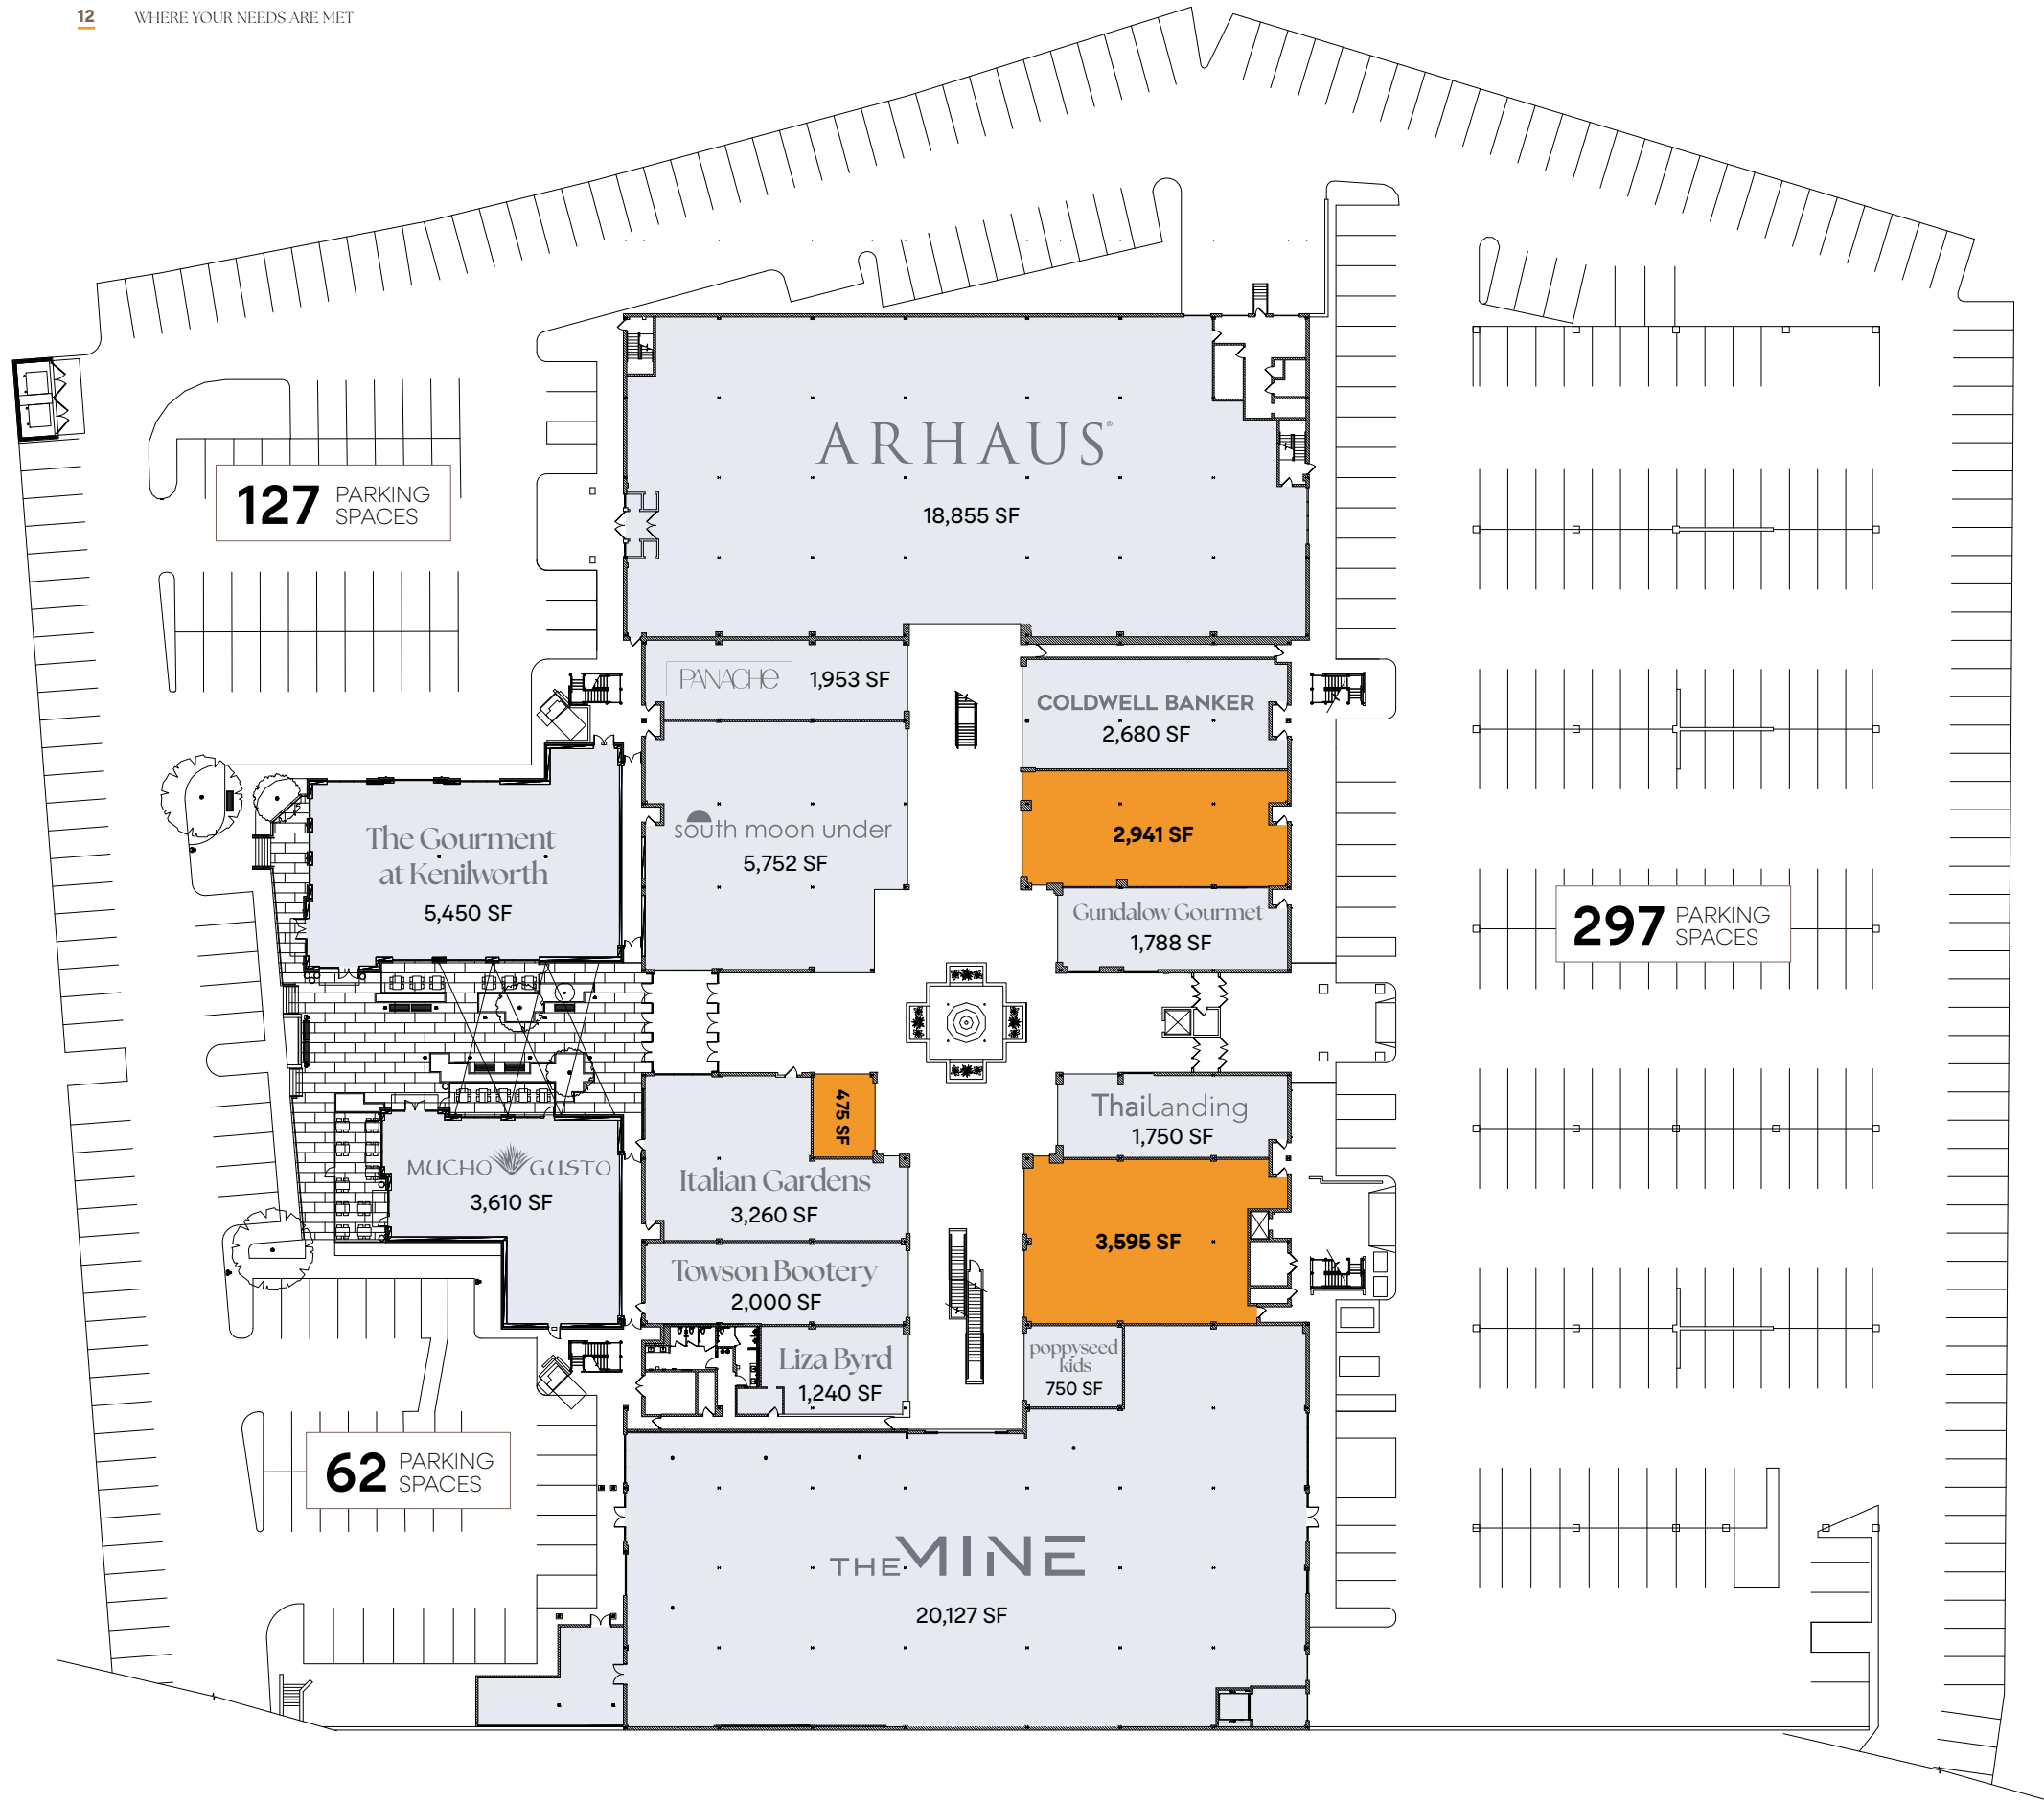 12 WHERE YOUR NEEDS ARE MET
ARHAUS®
18,855 SF
127 PARKING
SPACES
PANACHE 1,953 SF
COLDWELL BANKER
2,680 SF
south moon under
5,752 SF
2,941 SF
The Gourment
at Kenilworth
5,450 SF
Gundalow Gourmet
1,788 SF
297 PARKING
SPACES
475 SF
ThaiLanding
1,750 SF
MUCHO GUSTO
3,610 SF
Italian Gardens
3,260 SF
3,595 SF
Towson Bootery
2,000 SF
Liza Byrd
1,240 SF
poppyseed
kids
750 SF
62 PARKING
SPACES
THE MINE
20,127 SF